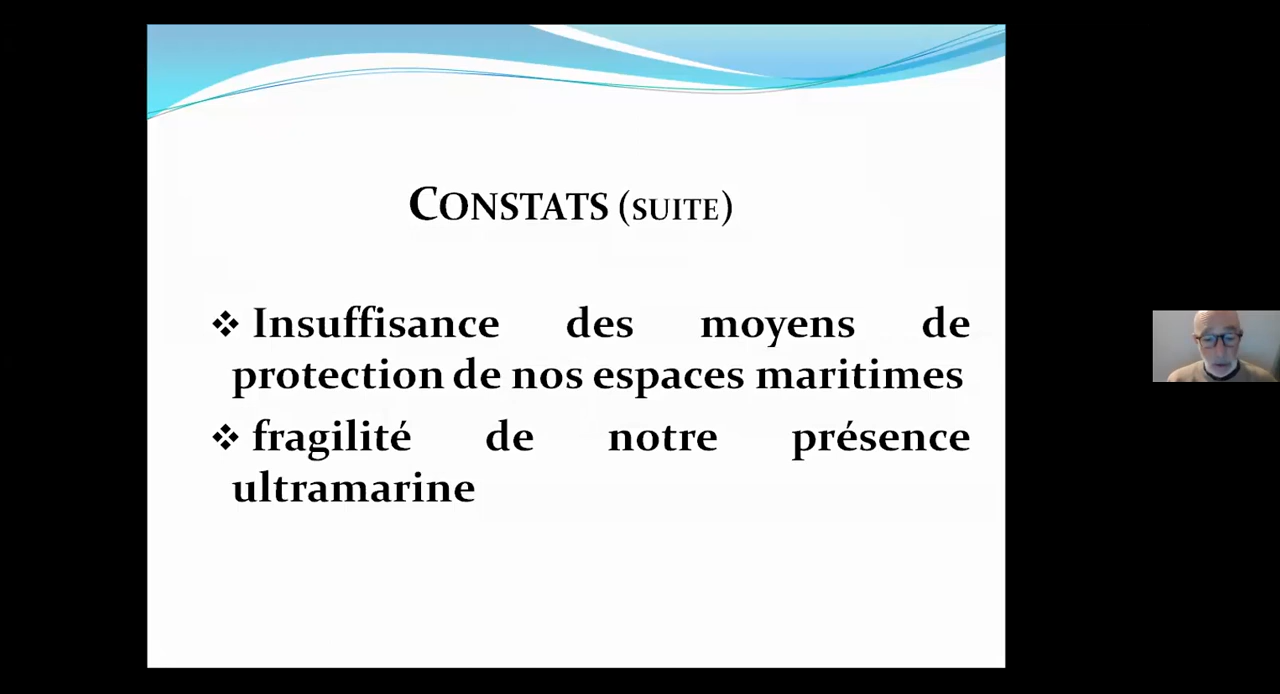 CONSTATS (SUITE)
❖ Insuffisance des moyens de
protection de nos espaces maritimes
❖ fragilité de notre présence
ultramarine